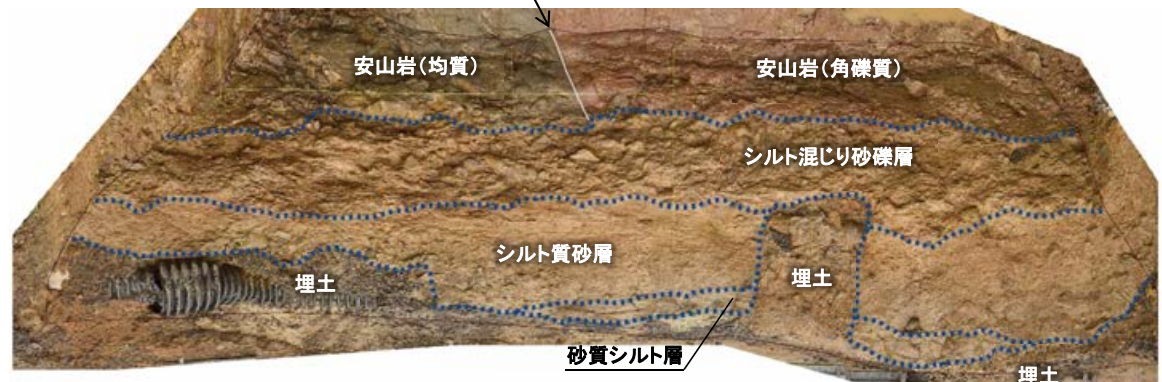 安山岩(均質)
安山岩(角礫質)
シルト混じり砂礫層
シルト質砂層
埋土
埋土
砂質シルト層
埋土